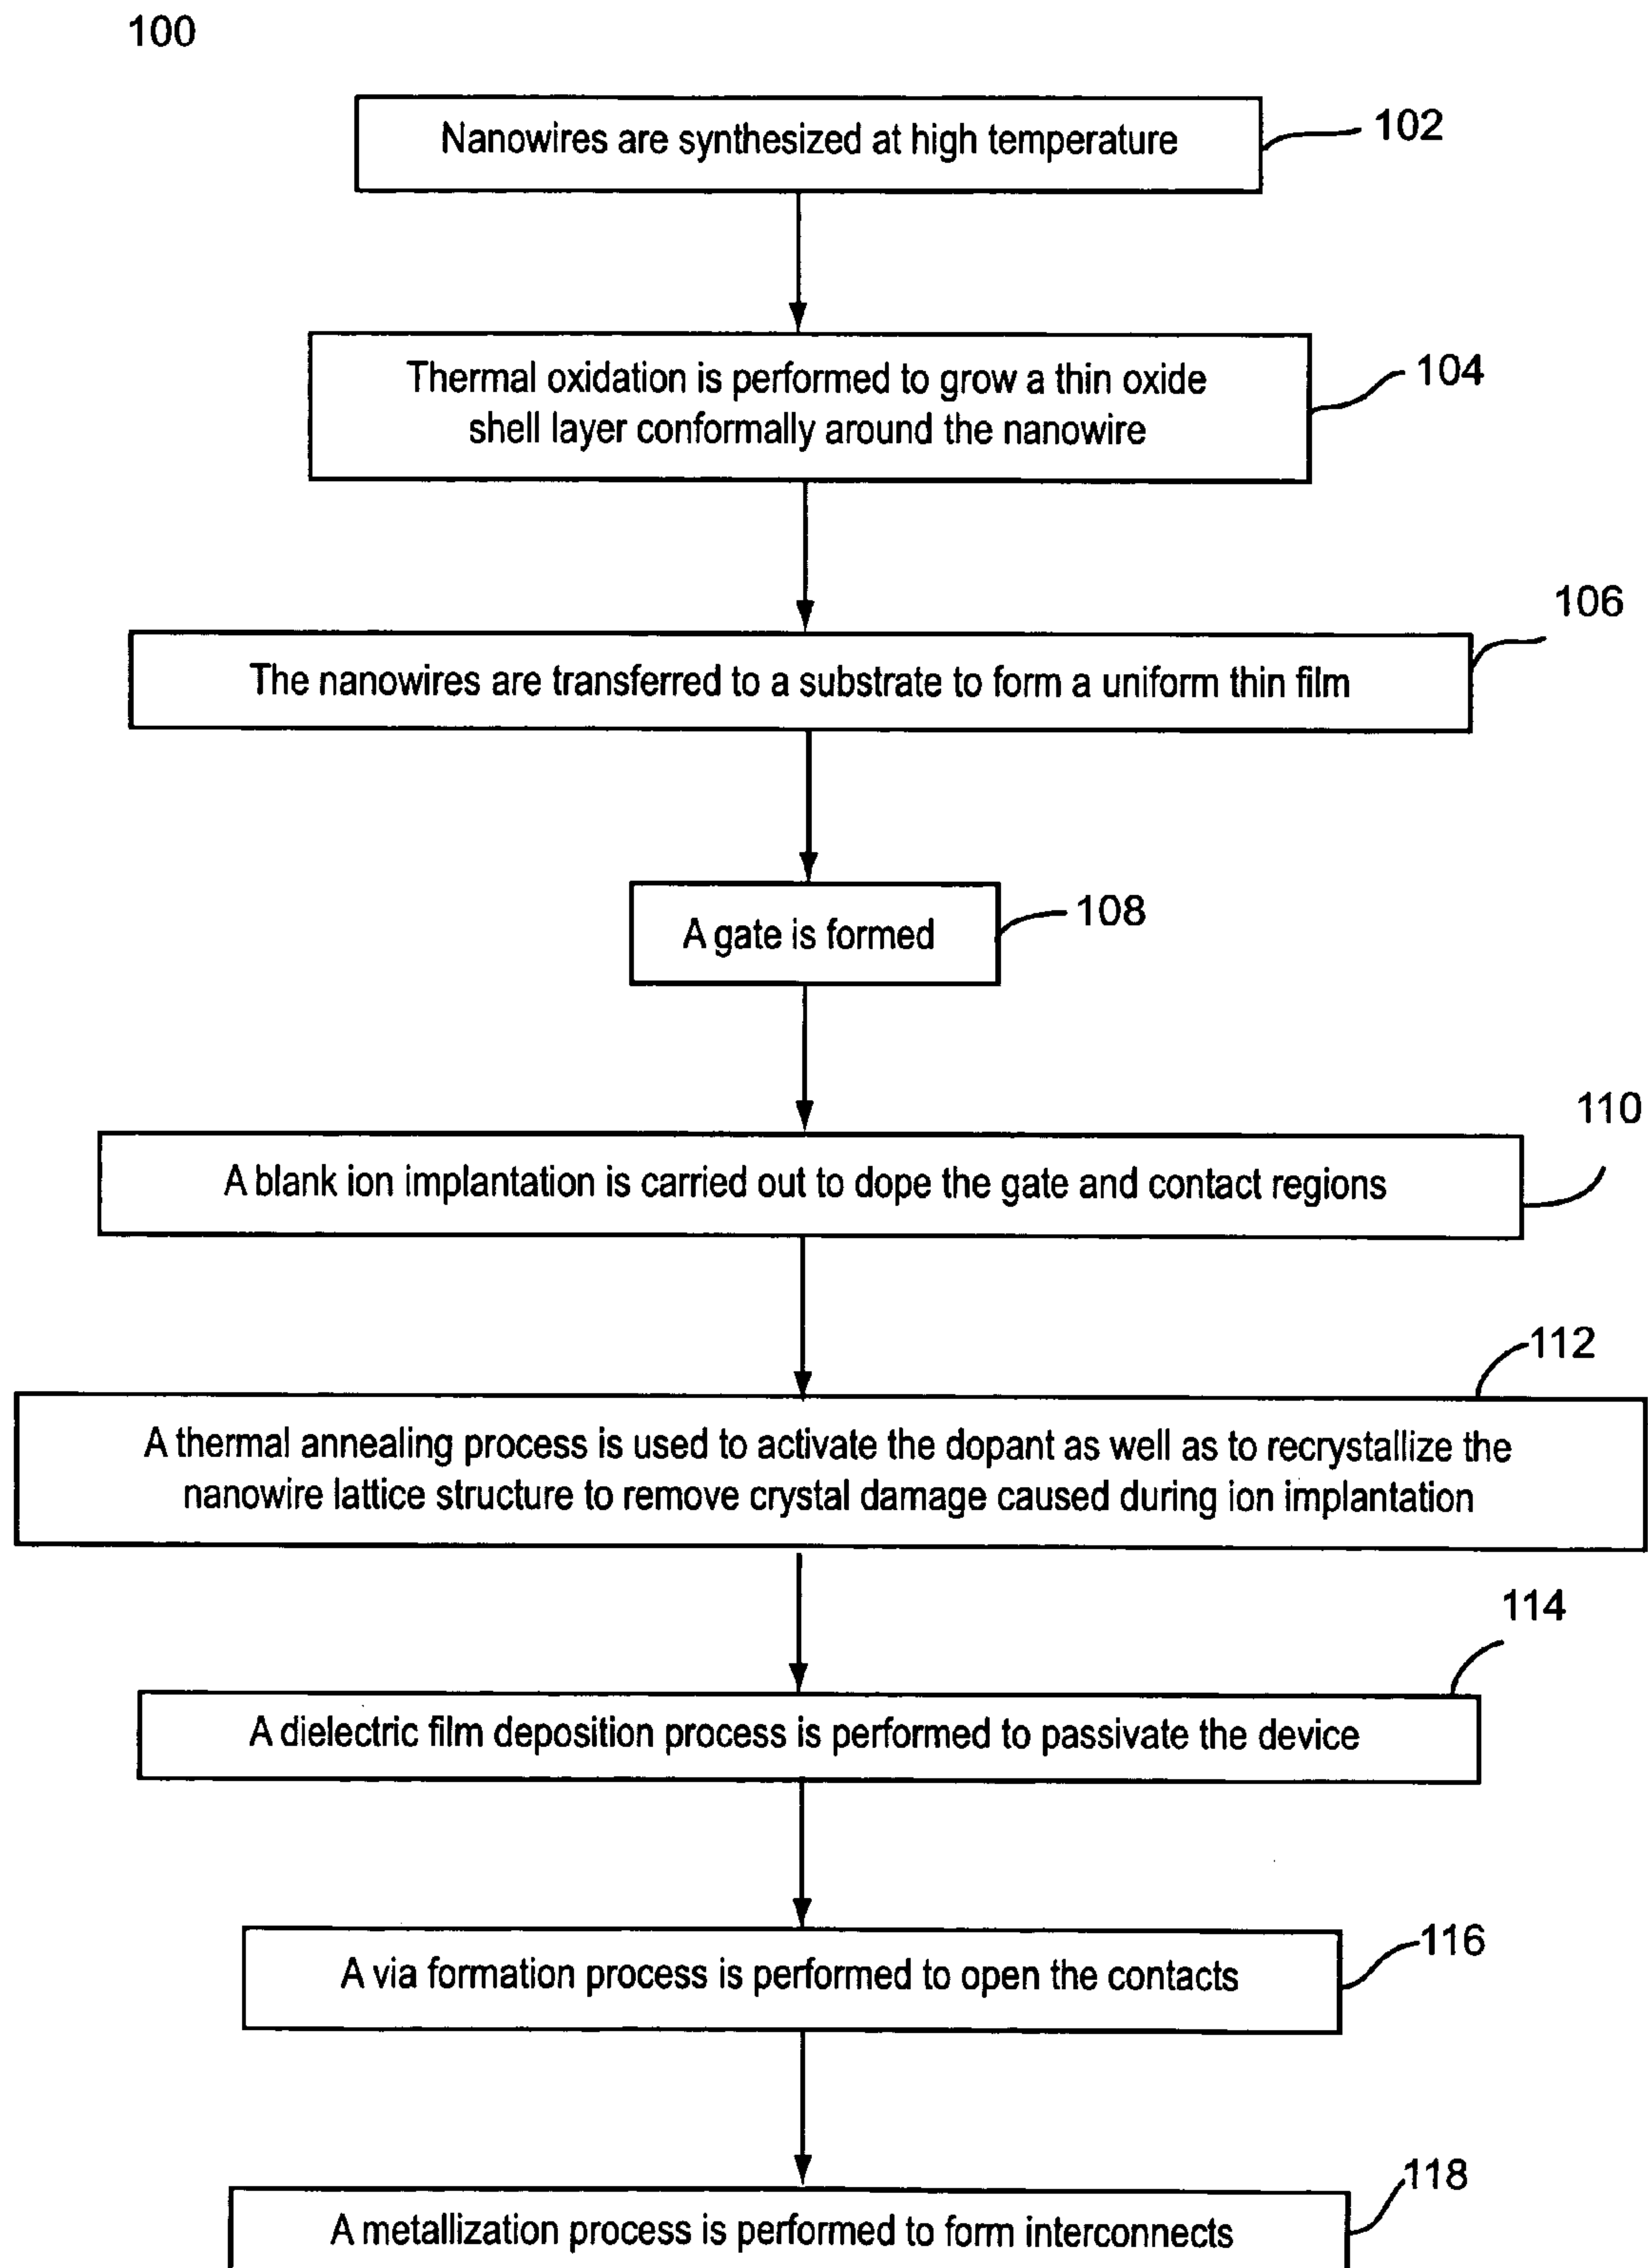 100
Nanowires are synthesized at high temperature
102
Thermal oxidation is performed to grow a thin oxide
shell layer conformally around the nanowire
104
106
The nanowires are transferred to a substrate to form a uniform thin film
A gate is formed
108
110
A blank ion implantation is carried out to dope the gate and contact regions
112
A thermal annealing process is used to activate the dopant as well as to recrystallize the
nanowire lattice structure to remove crystal damage caused during ion implantation
114
A dielectric film deposition process is performed to passivate the device
A via formation process is performed to open the contacts
116
118
A metallization process is performed to form interconnects